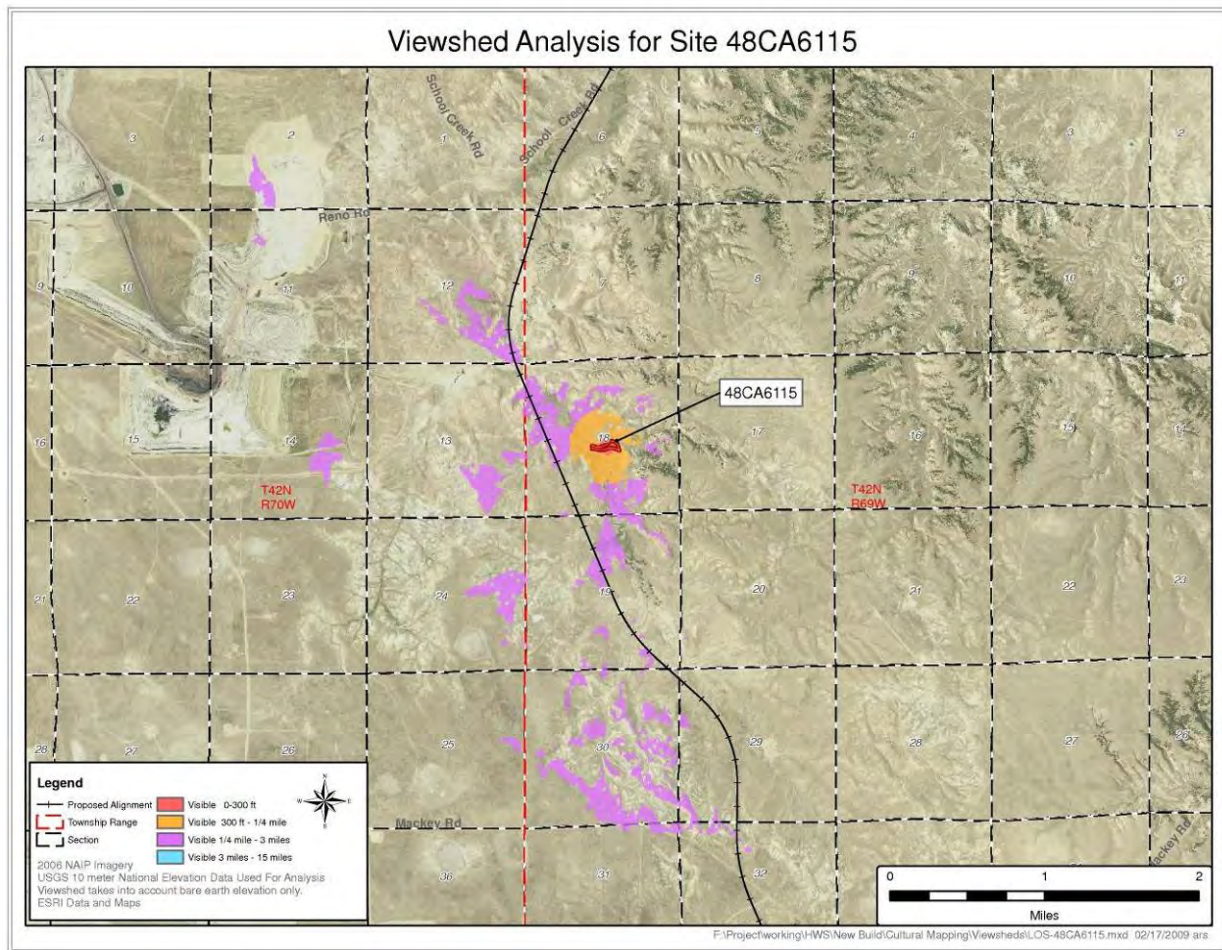 Viewshed Analysis for Site 48CA6115
School Creek Rd
School Creek Rd
4 3 2 1 6 5 4 3 2
Reno Rd
9 10 11 12 7 8 9 10 11
48CA6115
16 15 14 13 18 17 16 15 14
T42N
R70W
T42N
R69W
21 22 23 24 19 20 21 22 23
28 27 26 25 30 29 28 27 26
Mackey Rd
Mackey Rd
36 31 32
Legend
Proposed Alignment
Township Range
Section
Visible 0-300 ft
Visible 300 ft - 1/4 mile
Visible 1/4 mile - 3 miles
Visible 3 miles - 15 miles
N
W E
S
2006 NAIP Imagery
USGS 10 meter National Elevation Data Used For Analysis
Viewshed takes into account bare earth elevation only.
ESRI Data and Maps
0 1 2
Miles
F:\Project\working\HWS\New Build\Cultural Mapping\Viewsheds\LOS-48CA6115.mxd 02/17/2009 ars